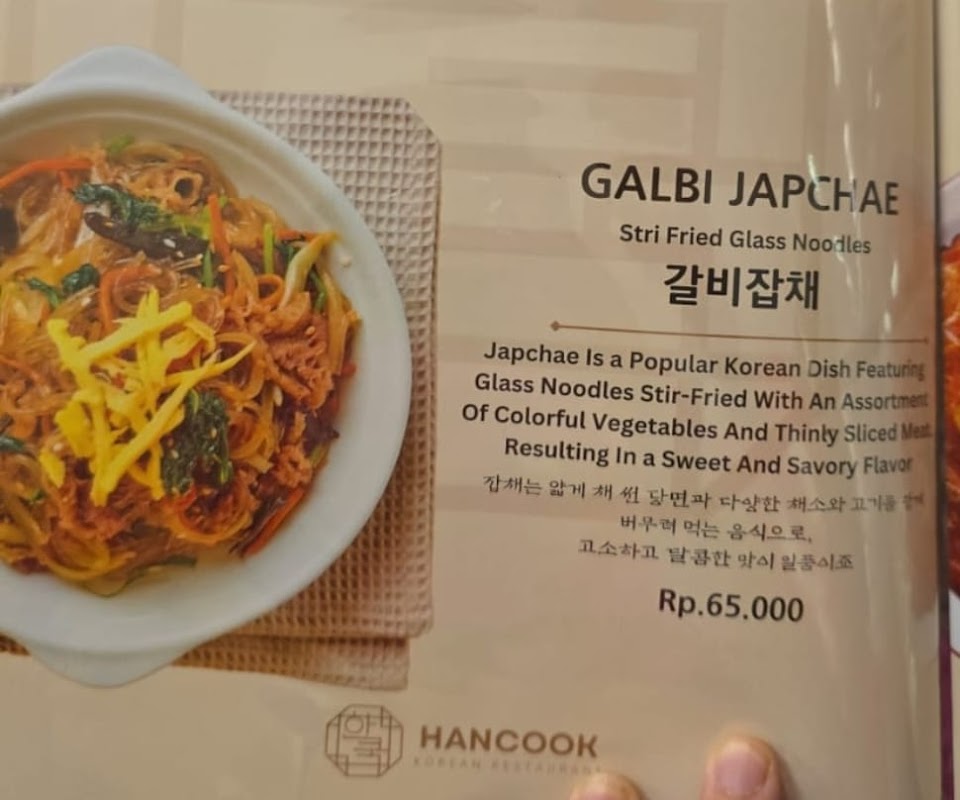 GALBI JAPCHAE
Stri Fried Glass Noodles
갈비잡채
Japchae Is a Popular Korean Dish Featuring
Glass Noodles Stir-Fried With An Assortment
Of Colorful Vegetables And Thinly Sliced Meat.
Resulting In a Sweet And Savory Flavor
잡채는 얇게 채 썬 당면과 다양한 채소와 고기를 함께
버무려 먹는 음식으로,
고소하고 달콤한 맛이 일품이죠
Rp.65.000
HANCOOK
KOREAN RESTAURANT